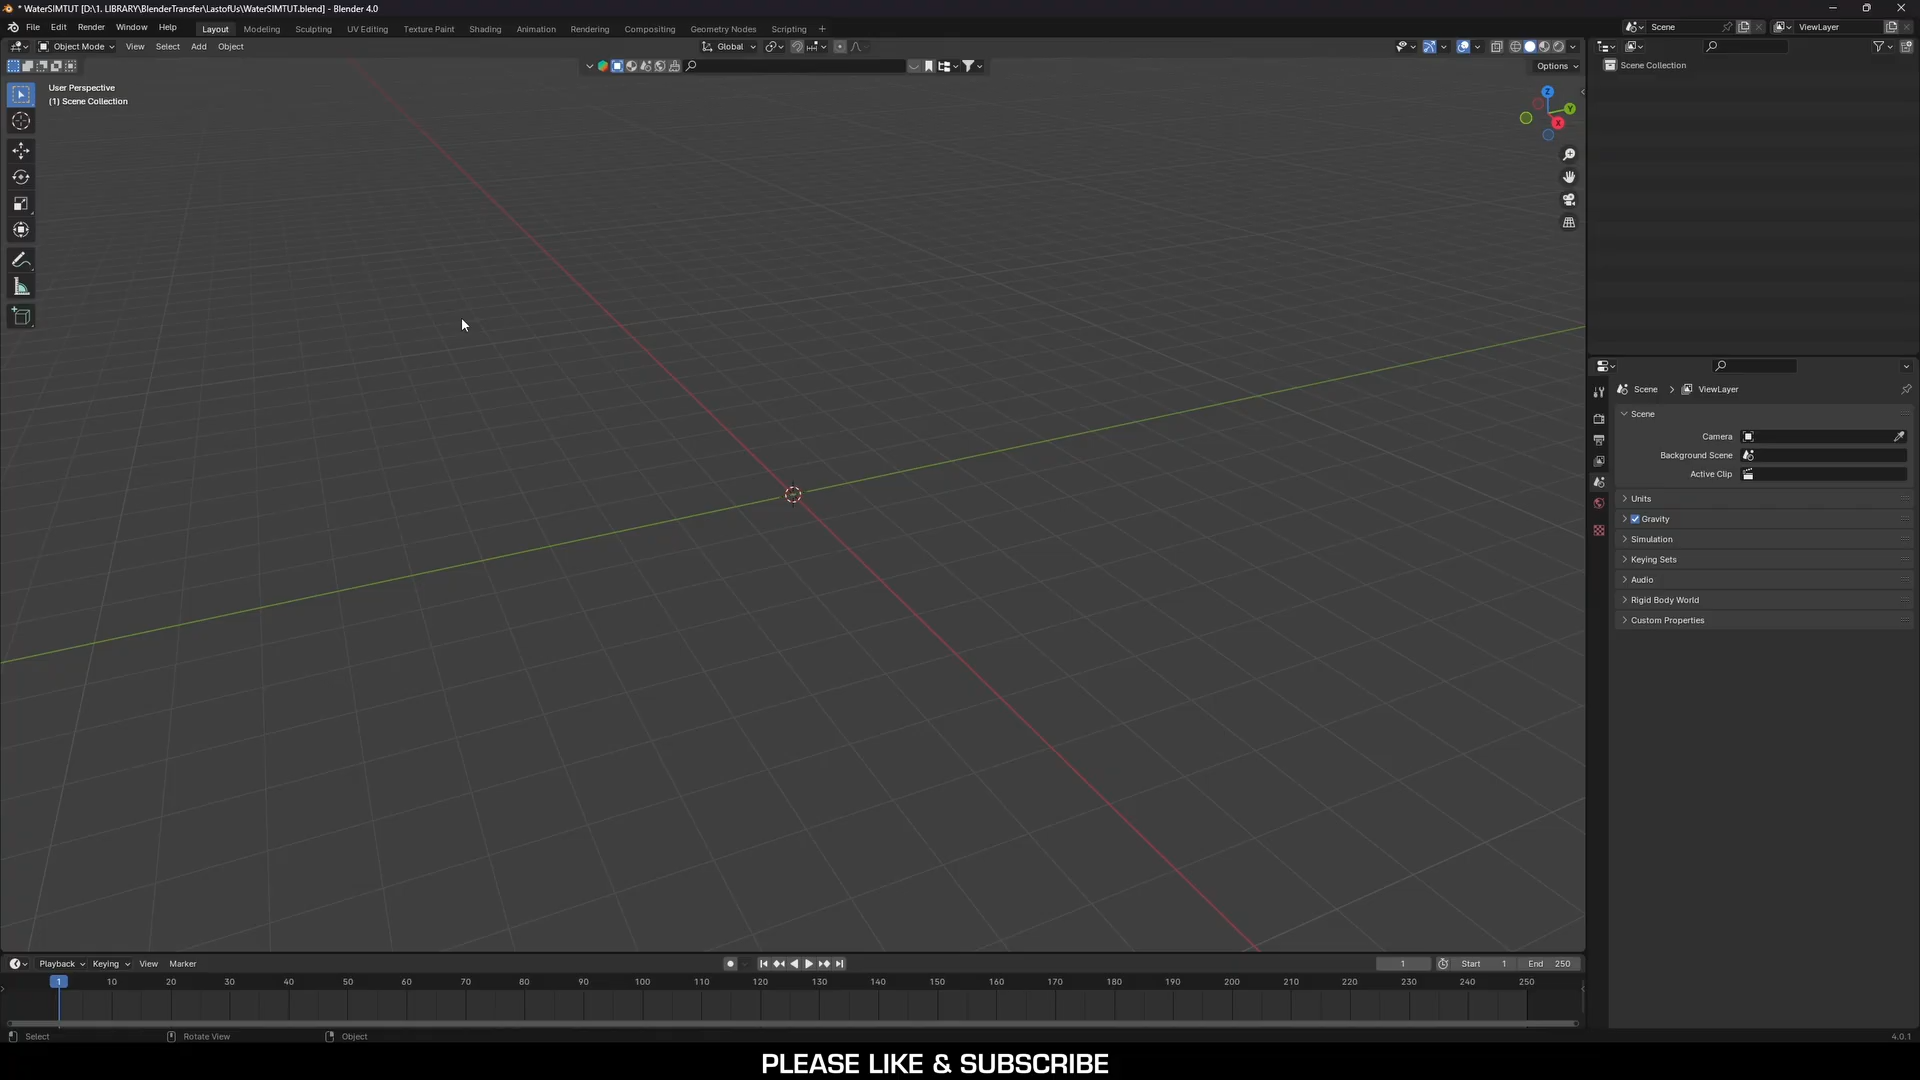 * WaterSIMTUT [D:\1. LIBRARY\BlenderTransfer\LastofUs\WaterSIMTUT.blend] - Blender 4.0
File Edit Render Window Help Layout Modeling Sculpting UV Editing Texture Paint Shading Animation Rendering Compositing Geometry Nodes Scripting + Scene ViewLayer
Object Mode View Select Add Object Global
Options
Scene Collection
User Perspective
(1) Scene Collection
Z
Y
X
Scene > ViewLayer
Scene
Camera
Background Scene
Active Clip
Units
Gravity
Simulation
Keying Sets
Audio
Rigid Body World
Custom Properties
Playback Keying View Marker 1 Start 1 End 250
1 10 20 30 40 50 60 70 80 90 100 110 120 130 140 150 160 170 180 190 200 210 220 230 240 250
Select Rotate View Object 4.0.1
PLEASE LIKE & SUBSCRIBE